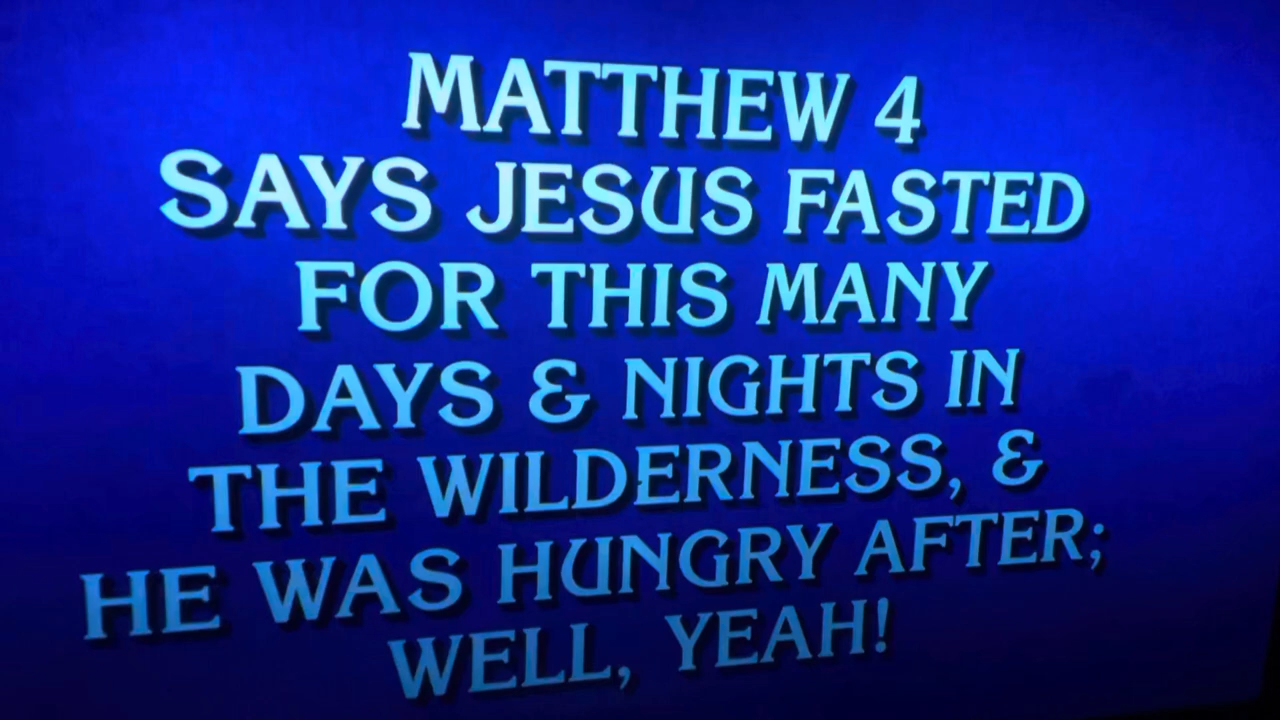 MATTHEW 4
SAYS JESUS FASTED
FOR THIS MANY
DAYS & NIGHTS IN
THE WILDERNESS, &
HE WAS HUNGRY AFTER;
WELL, YEAH!